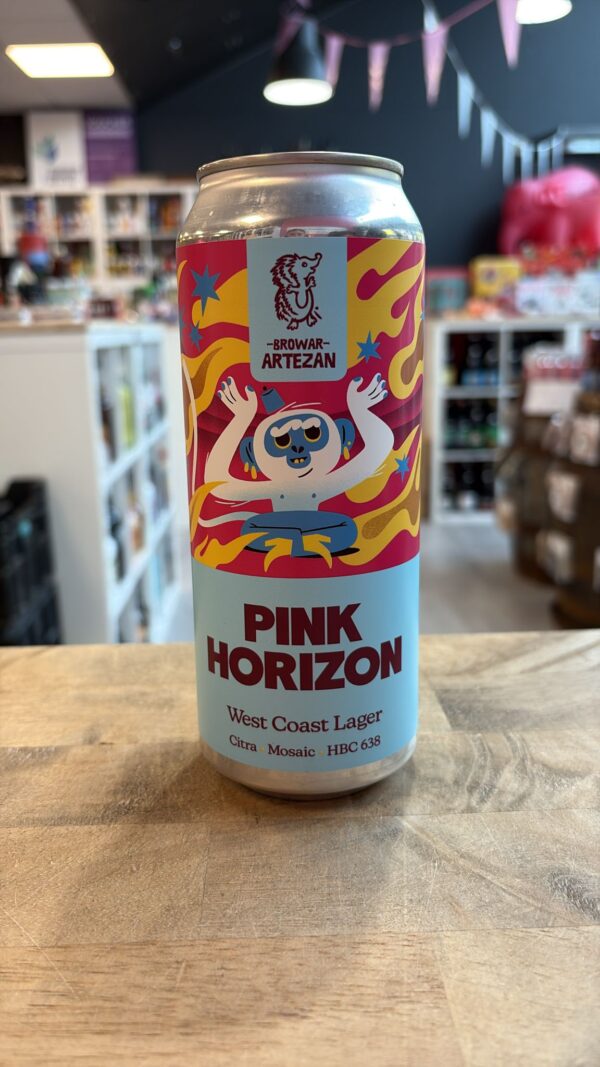 –BROWAR–
ARTEZAN
PINK
HORIZON
West Coast Lager
Citra Mosaic HBC 638